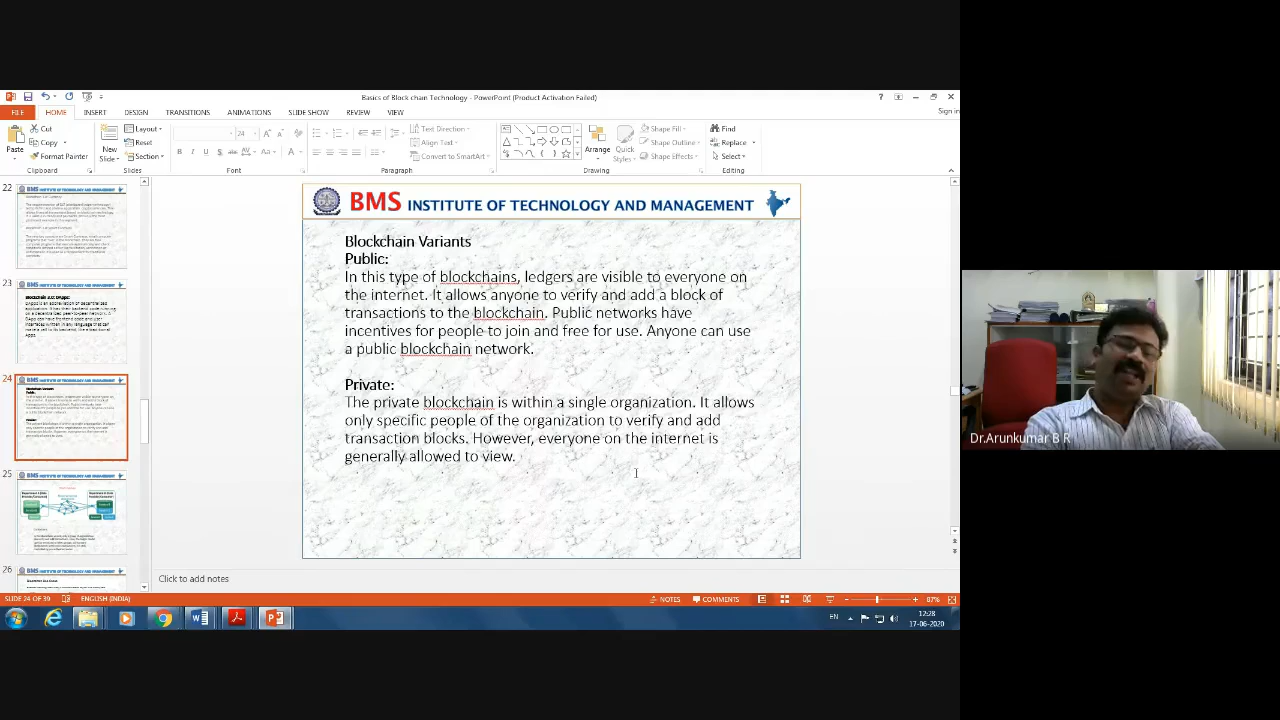 Basics of Block chain Technology - PowerPoint (Product Activation Failed)
FILE HOME INSERT DESIGN TRANSITIONS ANIMATIONS SLIDE SHOW REVIEW VIEW Sign in
Paste Cut Copy Format Painter Clipboard
New Slide Layout Reset Section Slides
24 Font
Text Direction Align Text Convert to SmartArt Paragraph
Arrange Quick Styles Shape Fill Shape Outline Shape Effects Drawing
Find Replace Select Editing
22
23
24
25
26
BMS INSTITUTE OF TECHNOLOGY AND MANAGEMENT
Blockchain Variants
Public:
In this type of blockchains, ledgers are visible to everyone on
the internet. It allows anyone to verify and add a block of
transactions to the blockchain. Public networks have
incentives for people to join and free for use. Anyone can use
a public blockchain network.
Private:
The private blockchain is within a single organization. It allows
only specific people of the organization to verify and add
transaction blocks. However, everyone on the internet is
generally allowed to view.
Click to add notes
SLIDE 24 OF 39 ENGLISH (INDIA) NOTES COMMENTS 87%
EN 12:28
17-06-2020
Dr.Arunkumar B R